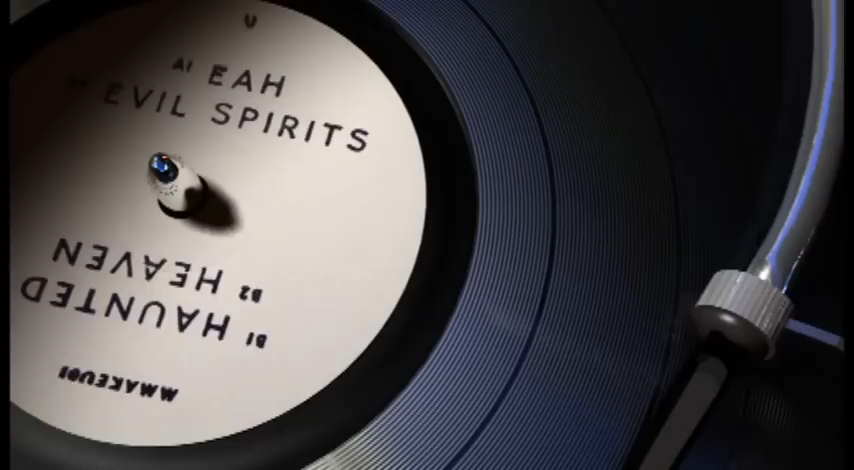 A1 EAH
EVIL SPIRITS
B1 HAUNTED
B2 HEAVEN
MMAKEU01